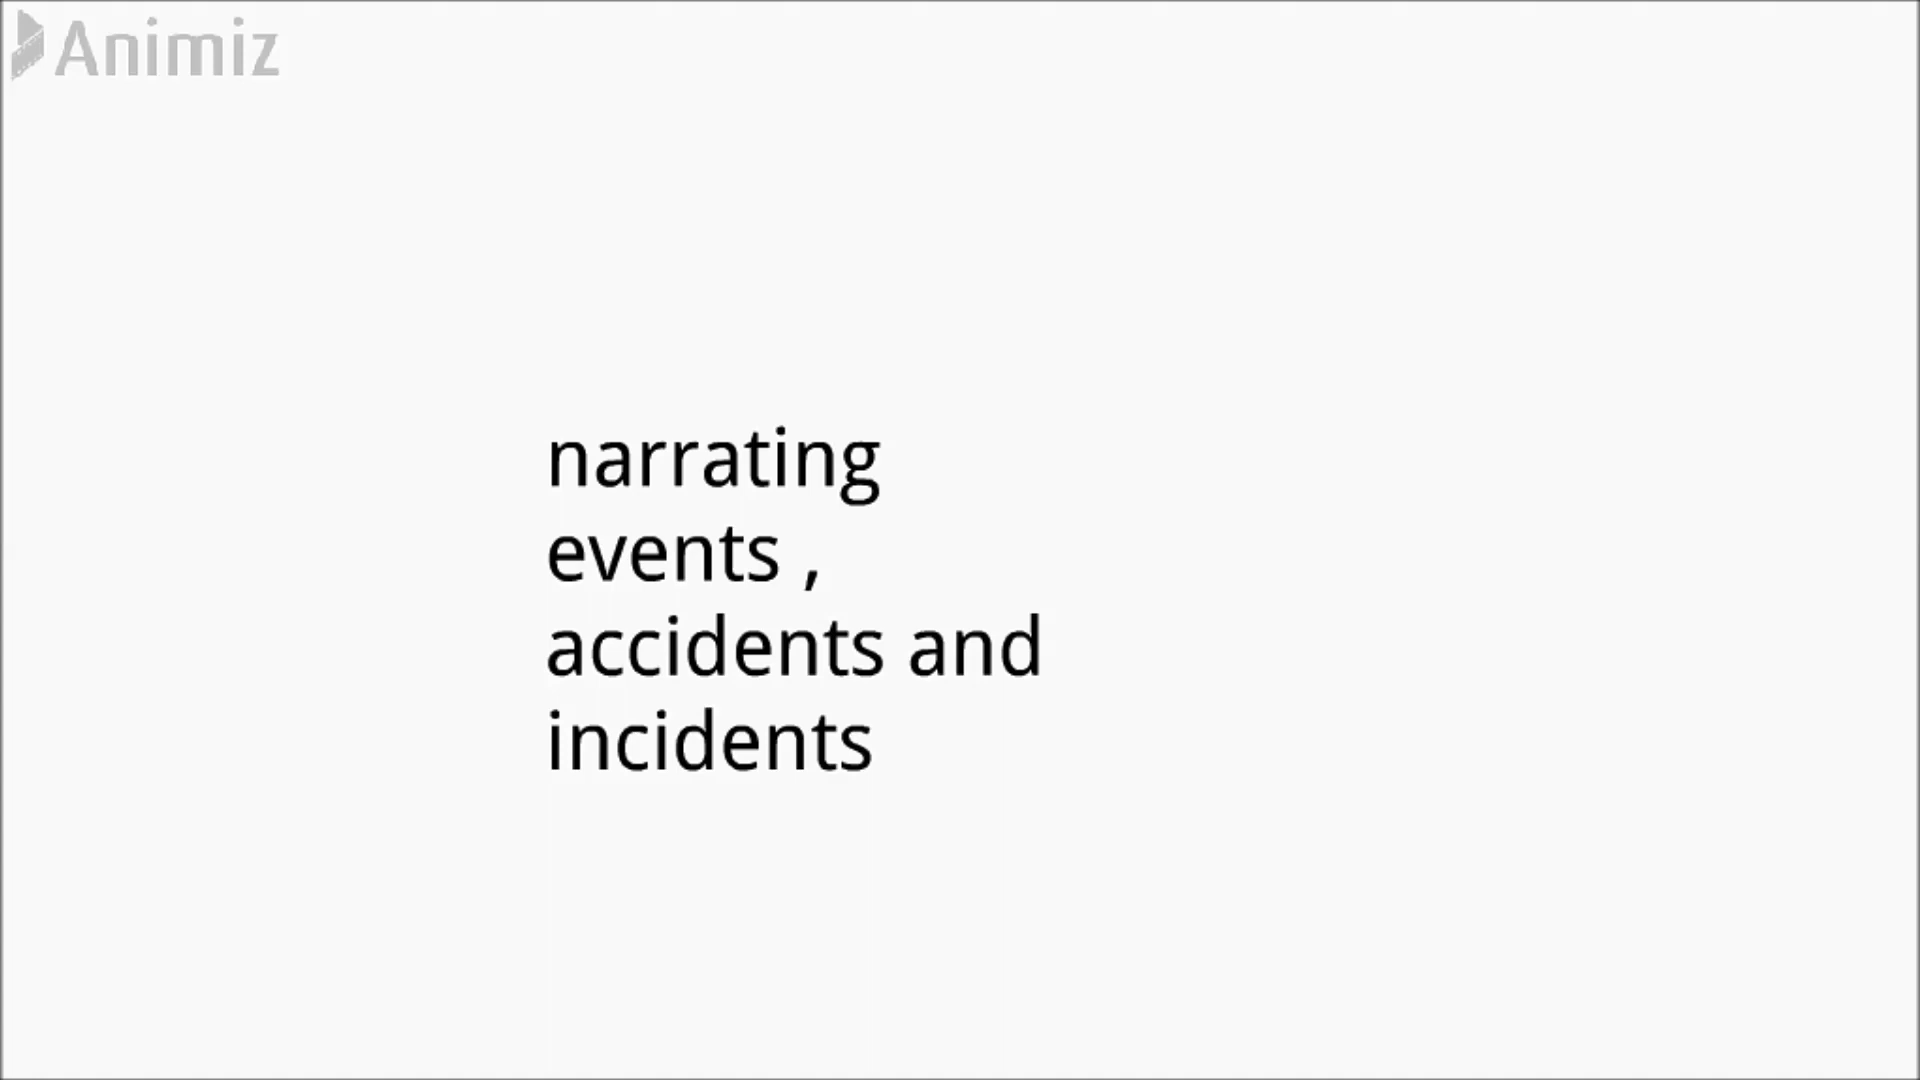 Animiz
narrating
events ,
accidents and
incidents